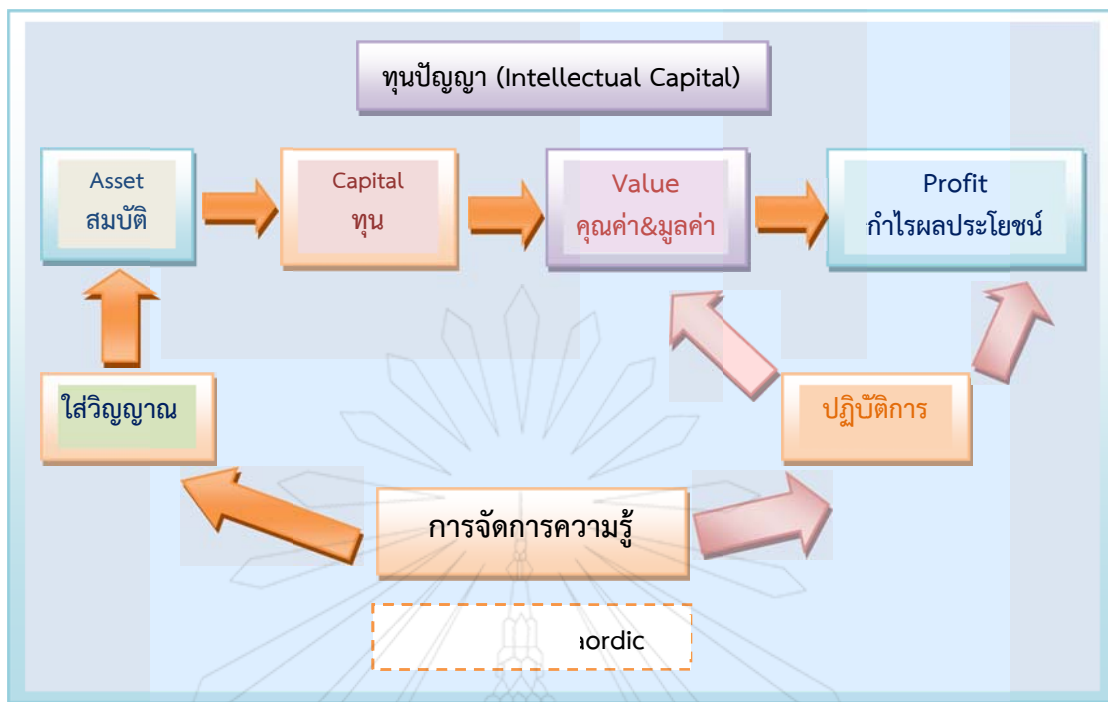 ทุนปัญญา (Intellectual Capital)
Asset
สมบัติ
Capital
ทุน
Value
คุณค่า&มูลค่า
Profit
กำไรผลประโยชน์
ใส่วิญญาณ
ปฏิบัติการ
การจัดการความรู้